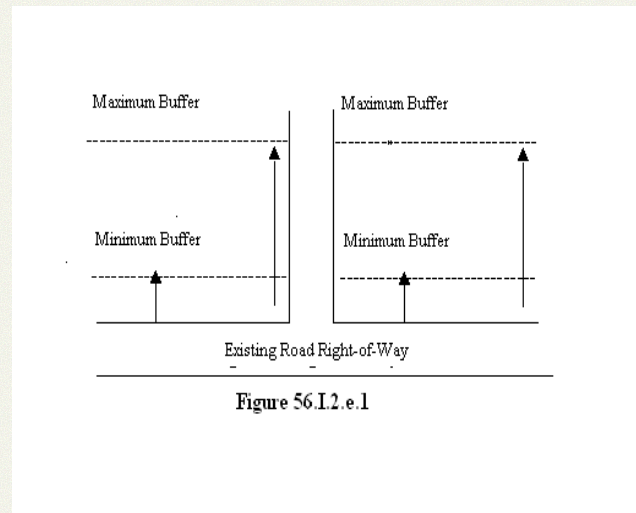 Maximum Buffer
Maximum Buffer
Minimum Buffer
Minimum Buffer
Existing Road Right-of-Way
Figure 56.I.2.e.1